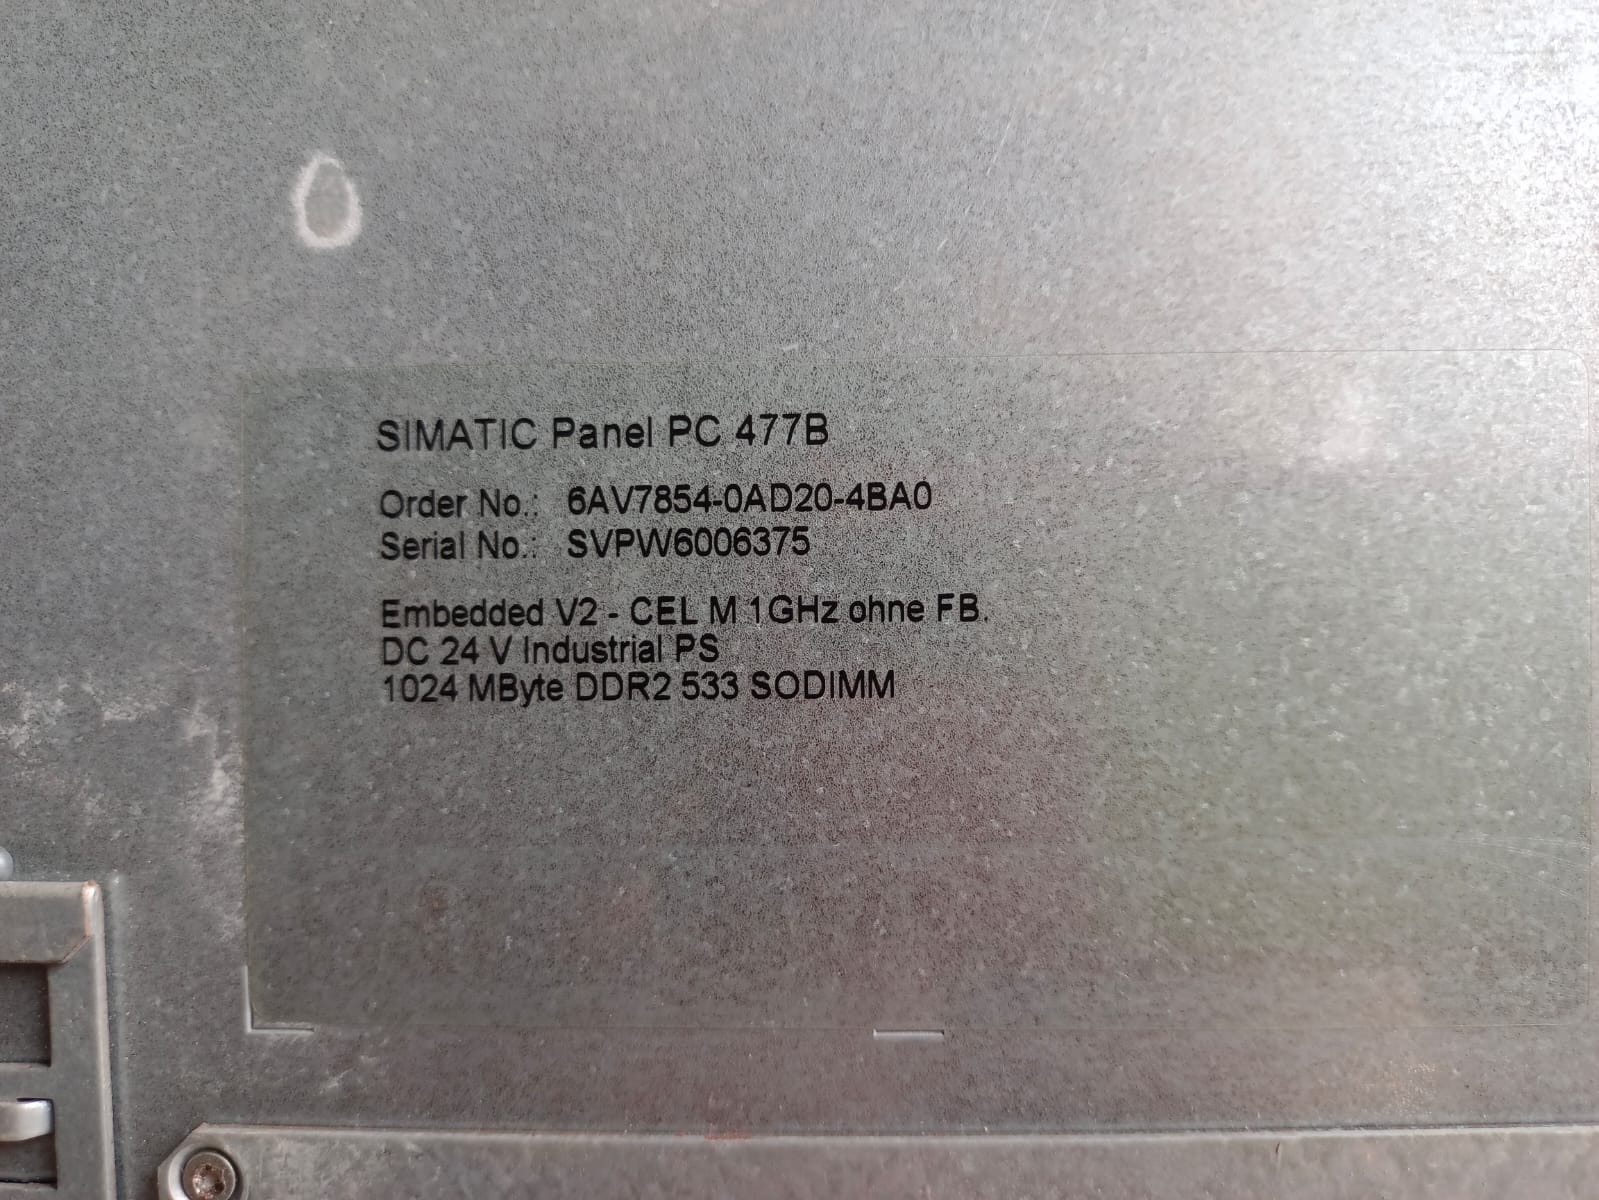 SIMATIC Panel PC 477B
Order No.: 6AV7854-0AD20-4BA0
Serial No.: SVPW6006375
Embedded V2 - CEL M 1GHz ohne FB.
DC 24 V Industrial PS
1024 MByte DDR2 533 SODIMM